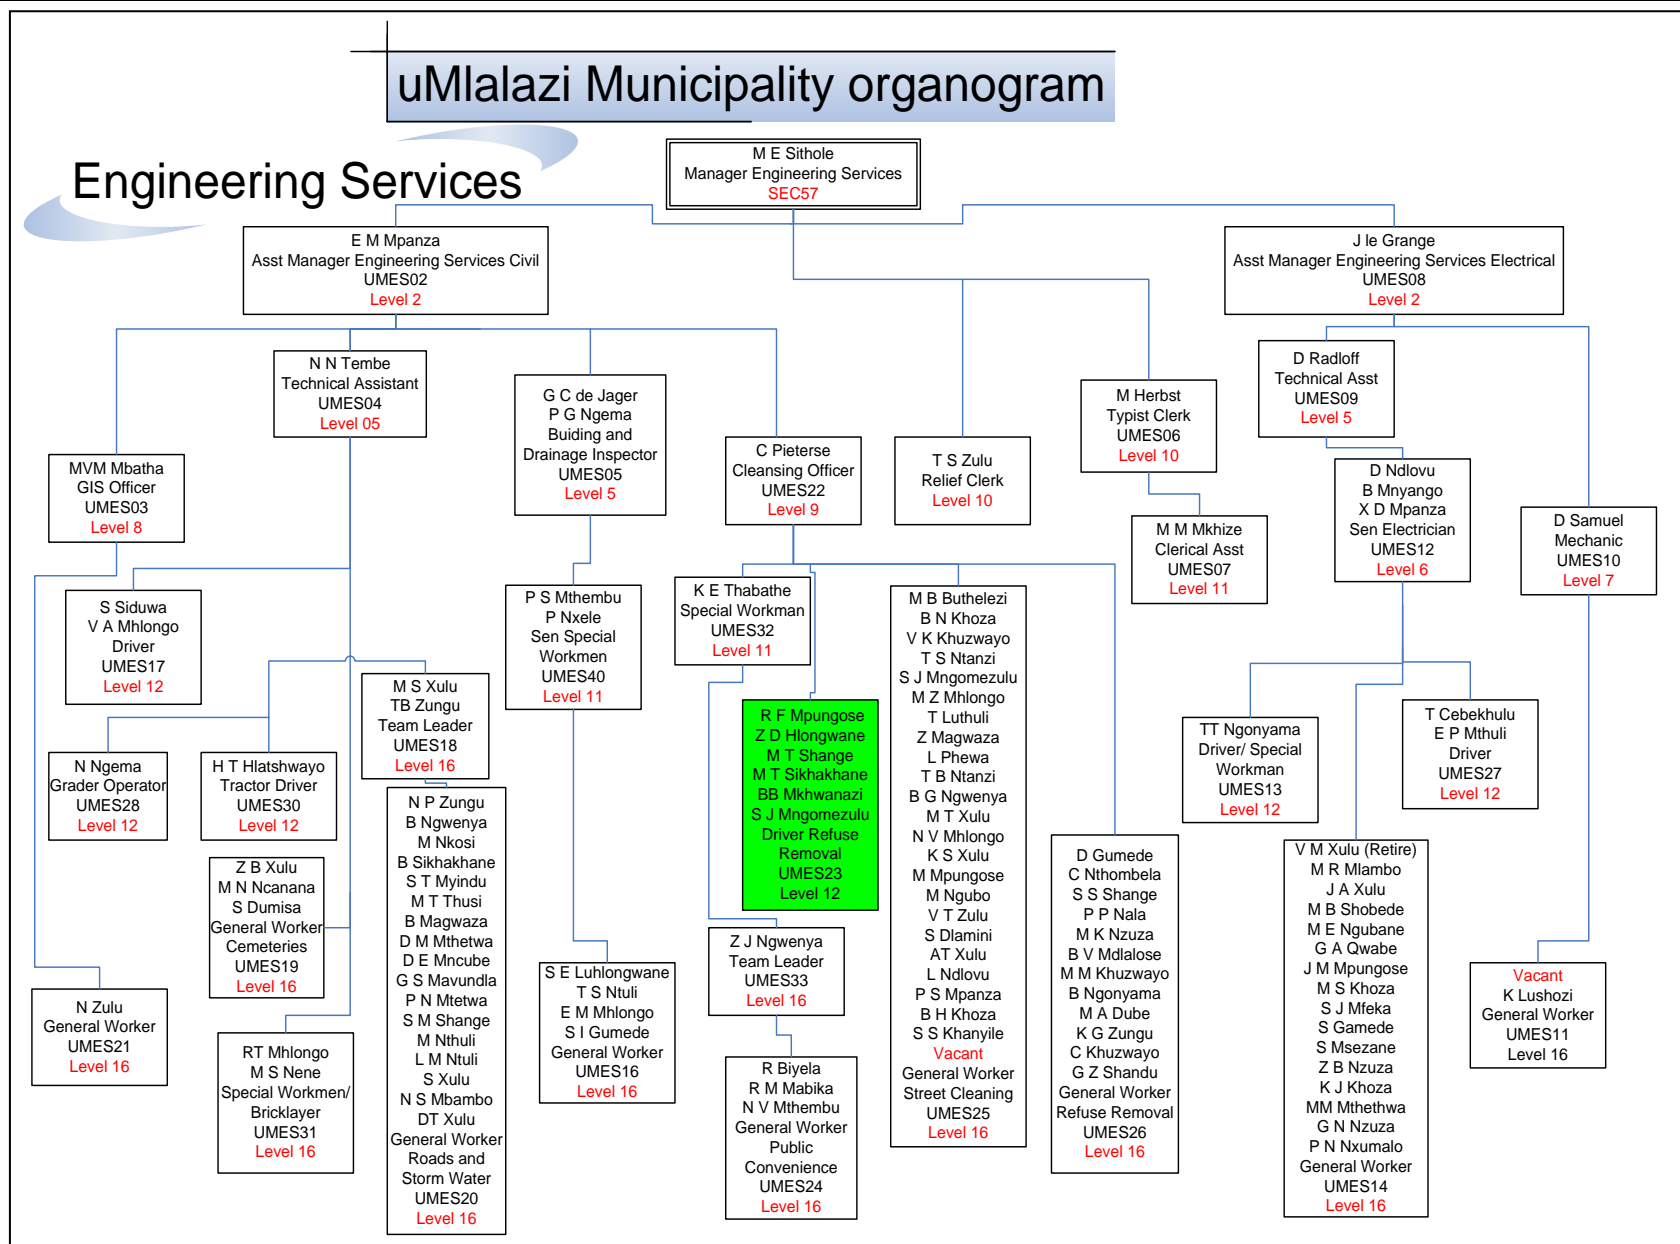 uMlalazi Municipality organogram
Engineering Services
M E Sithole
Manager Engineering Services
SEC57
E M Mpanza
Asst Manager Engineering Services Civil
UMES02
Level 2
J le Grange
Asst Manager Engineering Services Electrical
UMES08
Level 2
N N Tembe
Technical Assistant
UMES04
Level 05
G C de Jager
P G Ngema
Buiding and
Drainage Inspector
UMES05
Level 5
C Pieterse
Cleansing Officer
UMES22
Level 9
T S Zulu
Relief Clerk
Level 10
M Herbst
Typist Clerk
UMES06
Level 10
D Radloff
Technical Asst
UMES09
Level 5
MVM Mbatha
GIS Officer
UMES03
Level 8
M M Mkhize
Clerical Asst
UMES07
Level 11
D Ndlovu
B Mnyango
X D Mpanza
Sen Electrician
UMES12
Level 6
D Samuel
Mechanic
UMES10
Level 7
S Siduwa
V A Mhlongo
Driver
UMES17
Level 12
P S Mthembu
P Nxele
Sen Special
Workmen
UMES40
Level 11
K E Thabathe
Special Workman
UMES32
Level 11
M B Buthelezi
B N Khoza
V K Khuzwayo
T S Ntanzi
S J Mngomezulu
M Z Mhlongo
T Luthuli
Z Magwaza
L Phewa
T B Ntanzi
B G Ngwenya
M T Xulu
N V Mhlongo
K S Xulu
M Mpungose
M Ngubo
V T Zulu
S Dlamini
AT Xulu
L Ndlovu
P S Mpanza
B H Khoza
S S Khanyile
Vacant
General Worker
Street Cleaning
UMES25
Level 16
M S Xulu
TB Zungu
Team Leader
UMES18
Level 16
R F Mpungose
Z D Hlongwane
M T Shange
M T Sikhakhane
BB Mkhwanazi
S J Mngomezulu
Driver Refuse
Removal
UMES23
Level 12
TT Ngonyama
Driver/ Special
Workman
UMES13
Level 12
T Cebekhulu
E P Mthuli
Driver
UMES27
Level 12
N Ngema
Grader Operator
UMES28
Level 12
H T Hlatshwayo
Tractor Driver
UMES30
Level 12
N P Zungu
B Ngwenya
M Nkosi
B Sikhakhane
S T Myindu
M T Thusi
B Magwaza
D M Mthetwa
D E Mncube
G S Mavundla
P N Mtetwa
S M Shange
M Nthuli
L M Ntuli
S Xulu
N S Mbambo
DT Xulu
General Worker
Roads and
Storm Water
UMES20
Level 16
D Gumede
C Nthombela
S S Shange
P P Nala
M K Nzuza
B V Mdlalose
M M Khuzwayo
B Ngonyama
M A Dube
K G Zungu
C Khuzwayo
G Z Shandu
General Worker
Refuse Removal
UMES26
Level 16
V M Xulu (Retire)
M R Mlambo
J A Xulu
M B Shobede
M E Ngubane
G A Qwabe
J M Mpungose
M S Khoza
S J Mfeka
S Gamede
S Msezane
Z B Nzuza
K J Khoza
MM Mthethwa
G N Nzuza
P N Nxumalo
General Worker
UMES14
Level 16
Z B Xulu
M N Ncanana
S Dumisa
General Worker
Cemeteries
UMES19
Level 16
Z J Ngwenya
Team Leader
UMES33
Level 16
S E Luhlongwane
T S Ntuli
E M Mhlongo
S I Gumede
General Worker
UMES16
Level 16
Vacant
K Lushozi
General Worker
UMES11
Level 16
N Zulu
General Worker
UMES21
Level 16
RT Mhlongo
M S Nene
Special Workmen/
Bricklayer
UMES31
Level 16
R Biyela
R M Mabika
N V Mthembu
General Worker
Public
Convenience
UMES24
Level 16